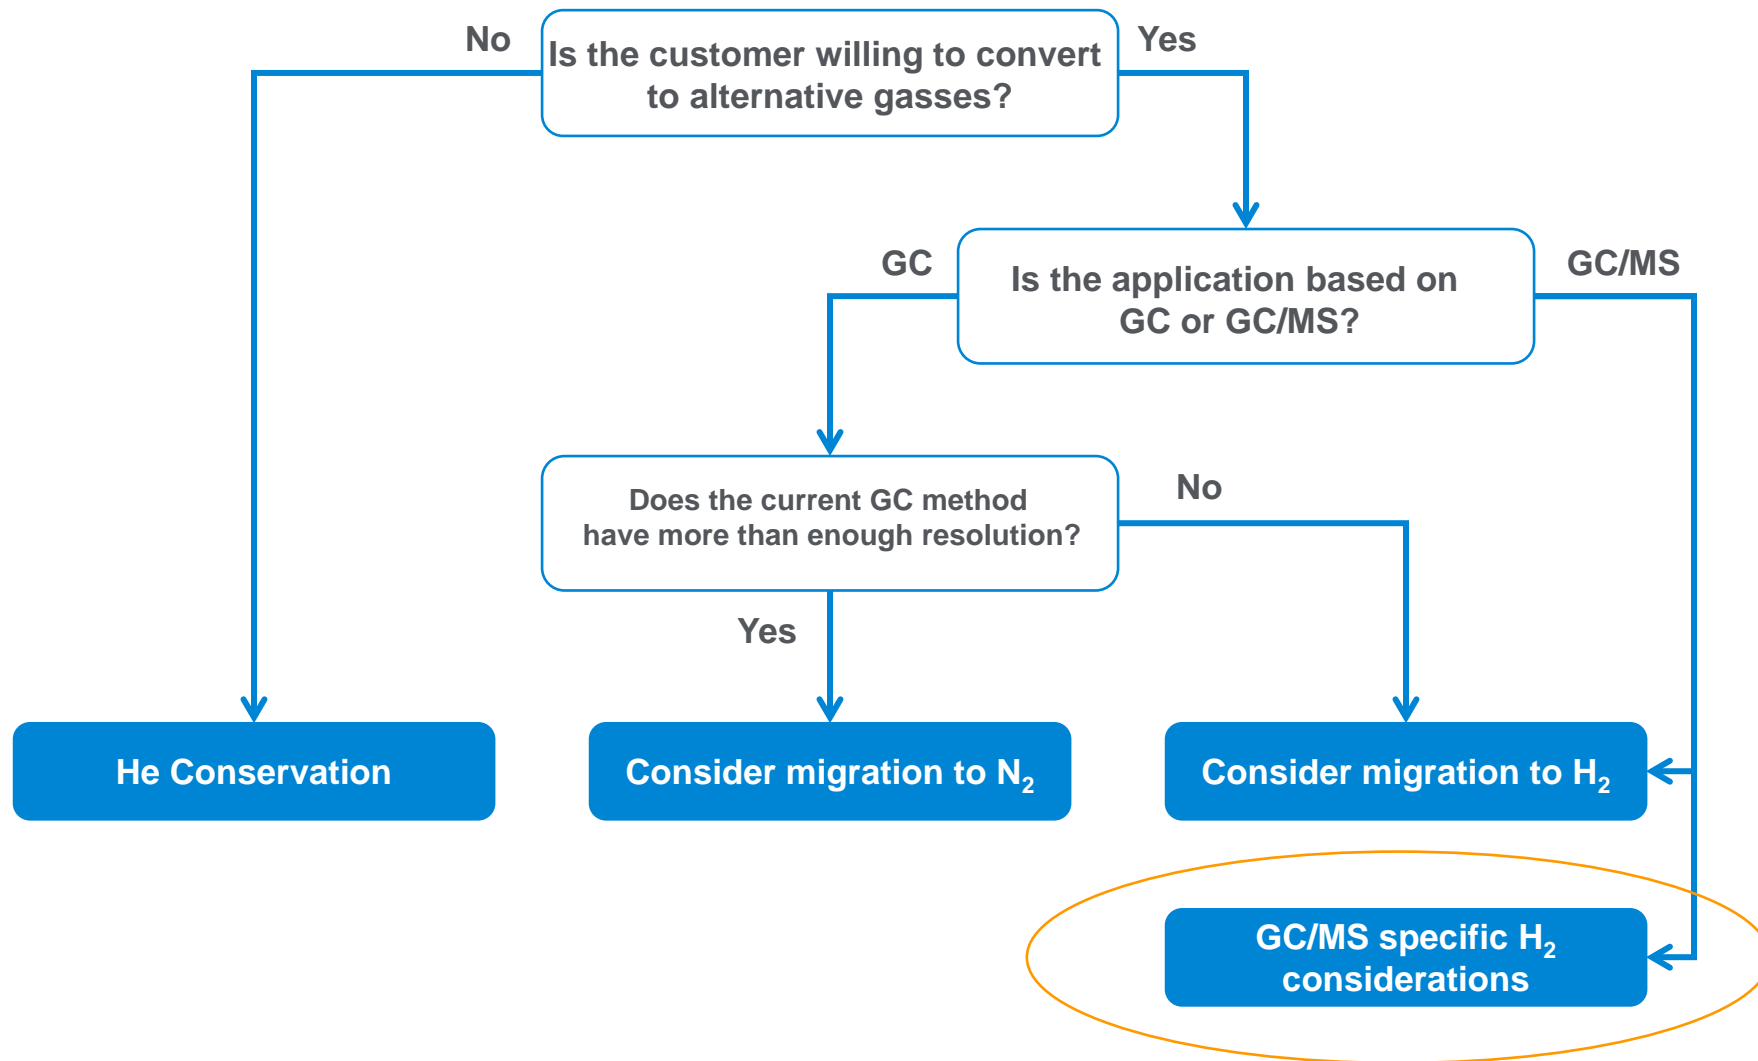 No
Is the customer willing to convert
to alternative gasses?
Yes
GC
Is the application based on
GC or GC/MS?
GC/MS
Does the current GC method
have more than enough resolution?
No
Yes
He Conservation
Consider migration to N₂
Consider migration to H₂
GC/MS specific H₂
considerations